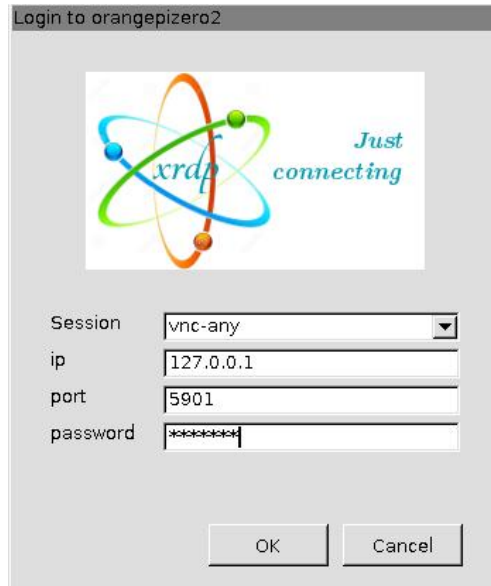 Login to orangepizero2
Just
xrdp connecting
Session vnc-any
ip 127.0.0.1
port 5901
password *******
OK Cancel